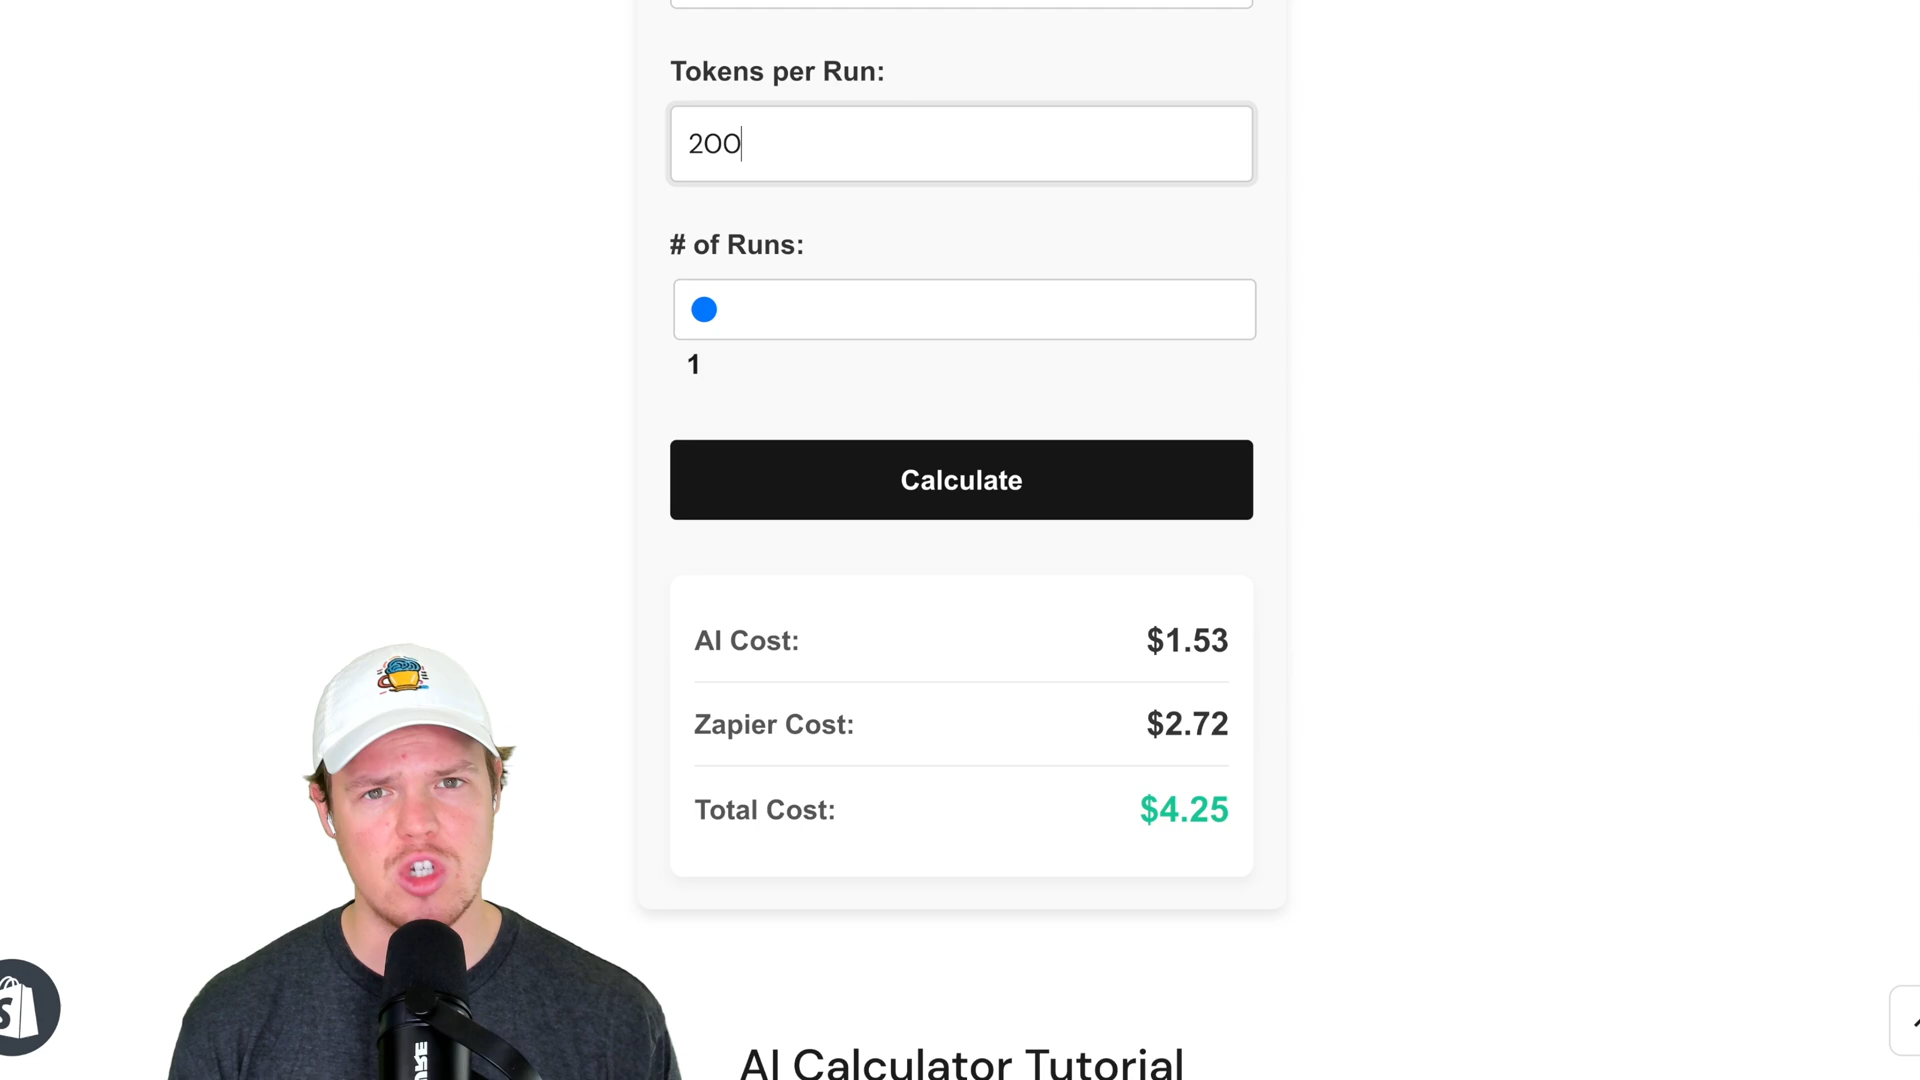 Tokens per Run:
200
# of Runs:
1
Calculate
AI Cost: $1.53
Zapier Cost: $2.72
Total Cost: $4.25
AI Calculator Tutorial